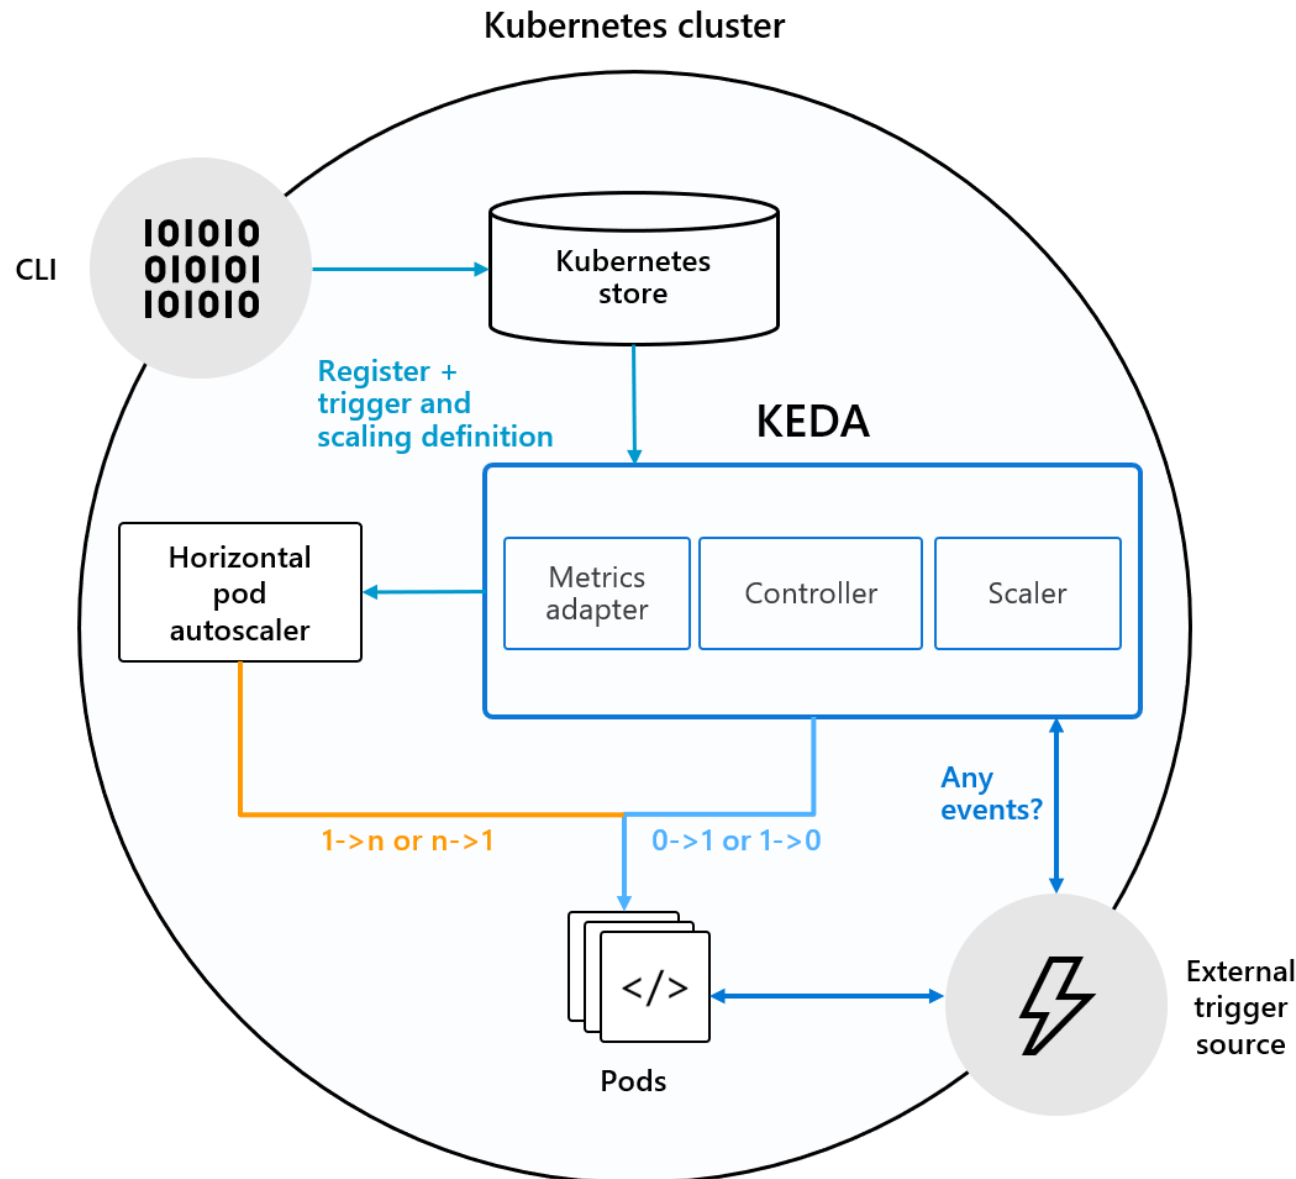 Kubernetes cluster
IOIOIO
OIOIOI
IOIOIO
CLI
Kubernetes
store
Register +
trigger and
scaling definition
KEDA
Horizontal
pod
autoscaler
Metrics
adapter
Controller
Scaler
Any
events?
1->n or n->1
0->1 or 1->0
</>
Pods
External
trigger
source